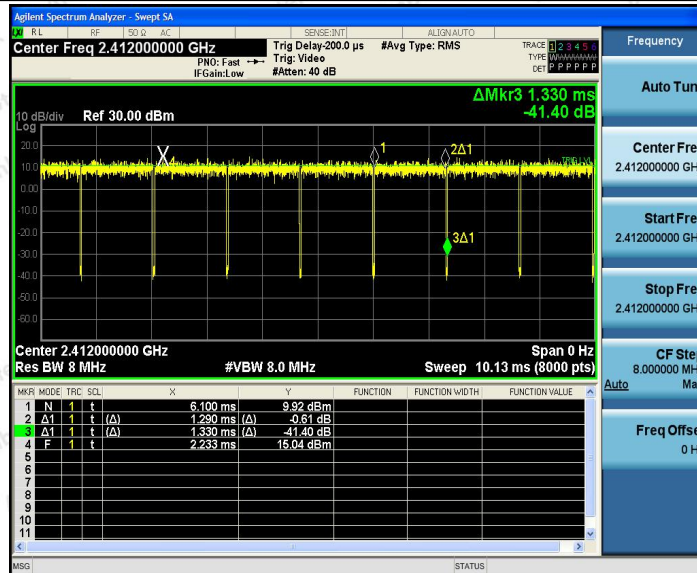 Agilent Spectrum Analyzer - Swept SA
LXI RL RF 50 Ω AC SENSE:INT ALIGNAUTO
Center Freq 2.412000000 GHz
PNO: Fast
IFGain:Low
Trig Delay-200.0 µs
Trig: Video
#Atten: 40 dB
#Avg Type: RMS
TRACE 1 2 3 4 5 6
TYPE
DET P P P P P P
ΔMkr3 1.330 ms
-41.40 dB
10 dB/div Ref 30.00 dBm
Log
20.0
10.0
0.00
-10.0
-20.0
-30.0
-40.0
-50.0
-60.0
X4
1
2Δ1
3Δ1
Center 2.412000000 GHz Span 0 Hz
Res BW 8 MHz #VBW 8.0 MHz Sweep 10.13 ms (8000 pts)
MKR MODE TRC SCL X Y FUNCTION FUNCTION WIDTH FUNCTION VALUE
1 N 1 t 6.100 ms 9.92 dBm
2 Δ1 1 t (Δ) 1.290 ms (Δ) -0.61 dB
3 Δ1 1 t (Δ) 1.330 ms (Δ) -41.40 dB
4 F 1 t 2.233 ms 15.04 dBm
5
6
7
8
9
10
11
MSG STATUS
Frequency
Auto Tun
Center Fre
2.412000000 GH
Start Fre
2.412000000 GH
Stop Fre
2.412000000 GH
CF Ste
8.000000 MH
Auto Ma
Freq Offse
0 H